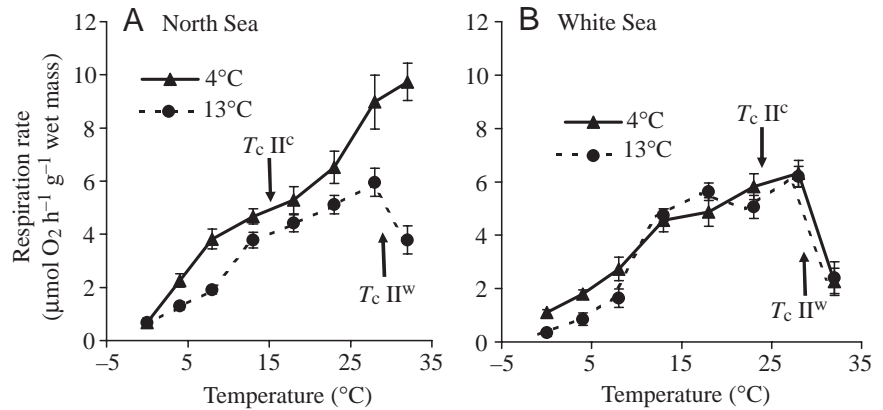 A North Sea
12
10
8
6
4
2
0
4°C
13°C
Tc IIᶜ
Tc IIʷ
−5 5 15 25 35
Temperature (°C)
Respiration rate
(µmol O₂ h⁻¹ g⁻¹ wet mass)
B White Sea
12
10
8
6
4
2
0
4°C
13°C
Tc IIᶜ
Tc IIʷ
−5 5 15 25 35
Temperature (°C)